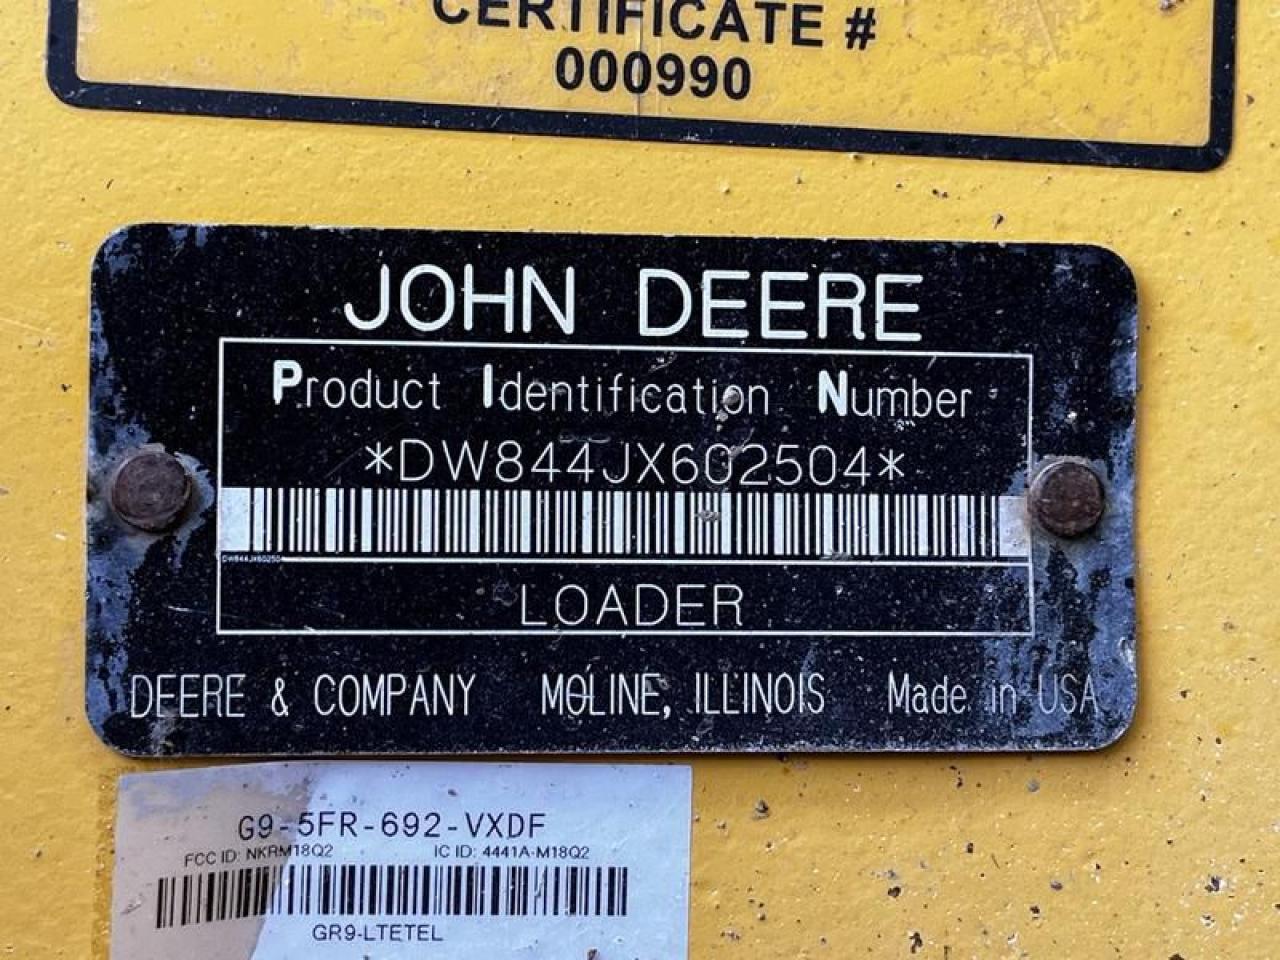 CERTIFICATE #
000990
JOHN DEERE
Product Identification Number
*DW844JX602504*
DW844JX60250
LOADER
DEERE & COMPANY MOLINE, ILLINOIS Made in USA
G9-5FR-692-VXDF
FCC ID: NKRM18Q2 IC ID: 4441A-M18Q2
GR9-LTETEL